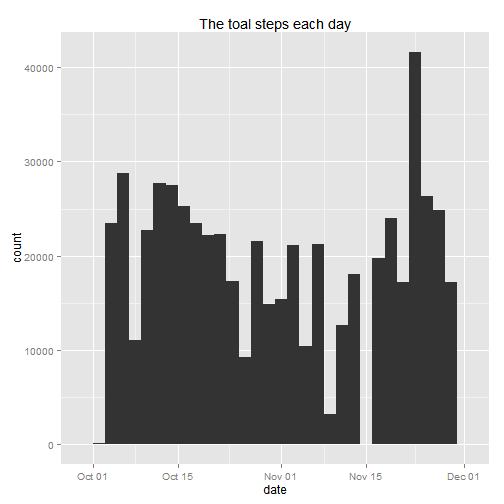 The toal steps each day
count
40000
30000
20000
10000
0
Oct 01
Oct 15
Nov 01
Nov 15
Dec 01
date